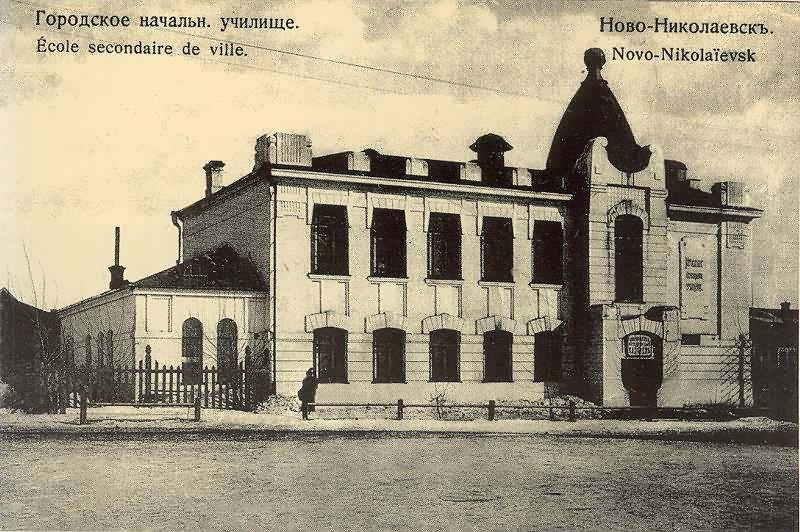 Городское начальн. училище.
École secondaire de ville.
Ново-Николаевскъ.
Novo-Nikolaïevsk